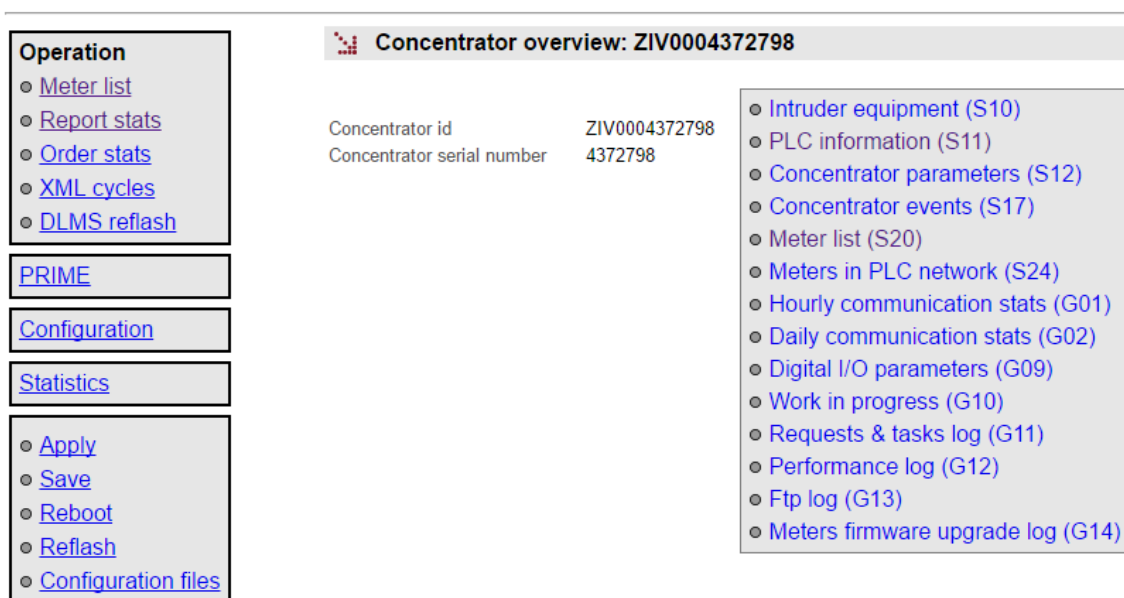 Operation
Meter list
Report stats
Order stats
XML cycles
DLMS reflash
PRIME
Configuration
Statistics
Apply
Save
Reboot
Reflash
Configuration files
Concentrator overview: ZIV0004372798
Concentrator id ZIV0004372798
Concentrator serial number 4372798
Intruder equipment (S10)
PLC information (S11)
Concentrator parameters (S12)
Concentrator events (S17)
Meter list (S20)
Meters in PLC network (S24)
Hourly communication stats (G01)
Daily communication stats (G02)
Digital I/O parameters (G09)
Work in progress (G10)
Requests & tasks log (G11)
Performance log (G12)
Ftp log (G13)
Meters firmware upgrade log (G14)